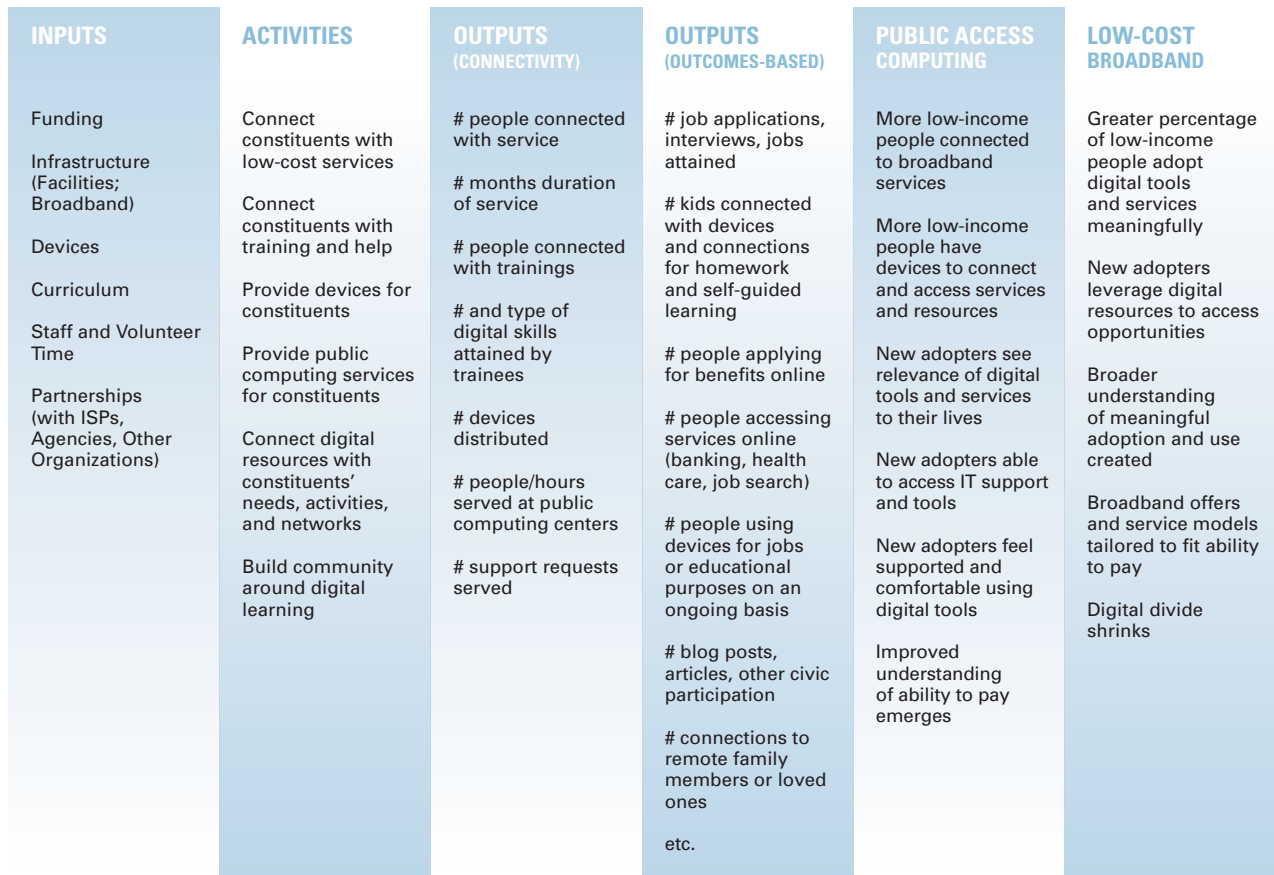 INPUTS
Funding
Infrastructure
(Facilities;
Broadband)
Devices
Curriculum
Staff and Volunteer
Time
Partnerships
(with ISPs,
Agencies, Other
Organizations)
ACTIVITIES
Connect
constituents with
low-cost services
Connect
constituents with
training and help
Provide devices for
constituents
Provide public
computing services
for constituents
Connect digital
resources with
constituents’
needs, activities,
and networks
Build community
around digital
learning
OUTPUTS
(CONNECTIVITY)
# people connected
with service
# months duration
of service
# people connected
with trainings
# and type of
digital skills
attained by
trainees
# devices
distributed
# people/hours
served at public
computing centers
# support requests
served
OUTPUTS
(OUTCOMES-BASED)
# job applications,
interviews, jobs
attained
# kids connected
with devices
and connections
for homework
and self-guided
learning
# people applying
for benefits online
# people accessing
services online
(banking, health
care, job search)
# people using
devices for jobs
or educational
purposes on an
ongoing basis
# blog posts,
articles, other civic
participation
# connections to
remote family
members or loved
ones
etc.
PUBLIC ACCESS
COMPUTING
More low-income
people connected
to broadband
services
More low-income
people have
devices to connect
and access services
and resources
New adopters see
relevance of digital
tools and services
to their lives
New adopters able
to access IT support
and tools
New adopters feel
supported and
comfortable using
digital tools
Improved
understanding
of ability to pay
emerges
LOW-COST
BROADBAND
Greater percentage
of low-income
people adopt
digital tools
and services
meaningfully
New adopters
leverage digital
resources to access
opportunities
Broader
understanding
of meaningful
adoption and use
created
Broadband offers
and service models
tailored to fit ability
to pay
Digital divide
shrinks